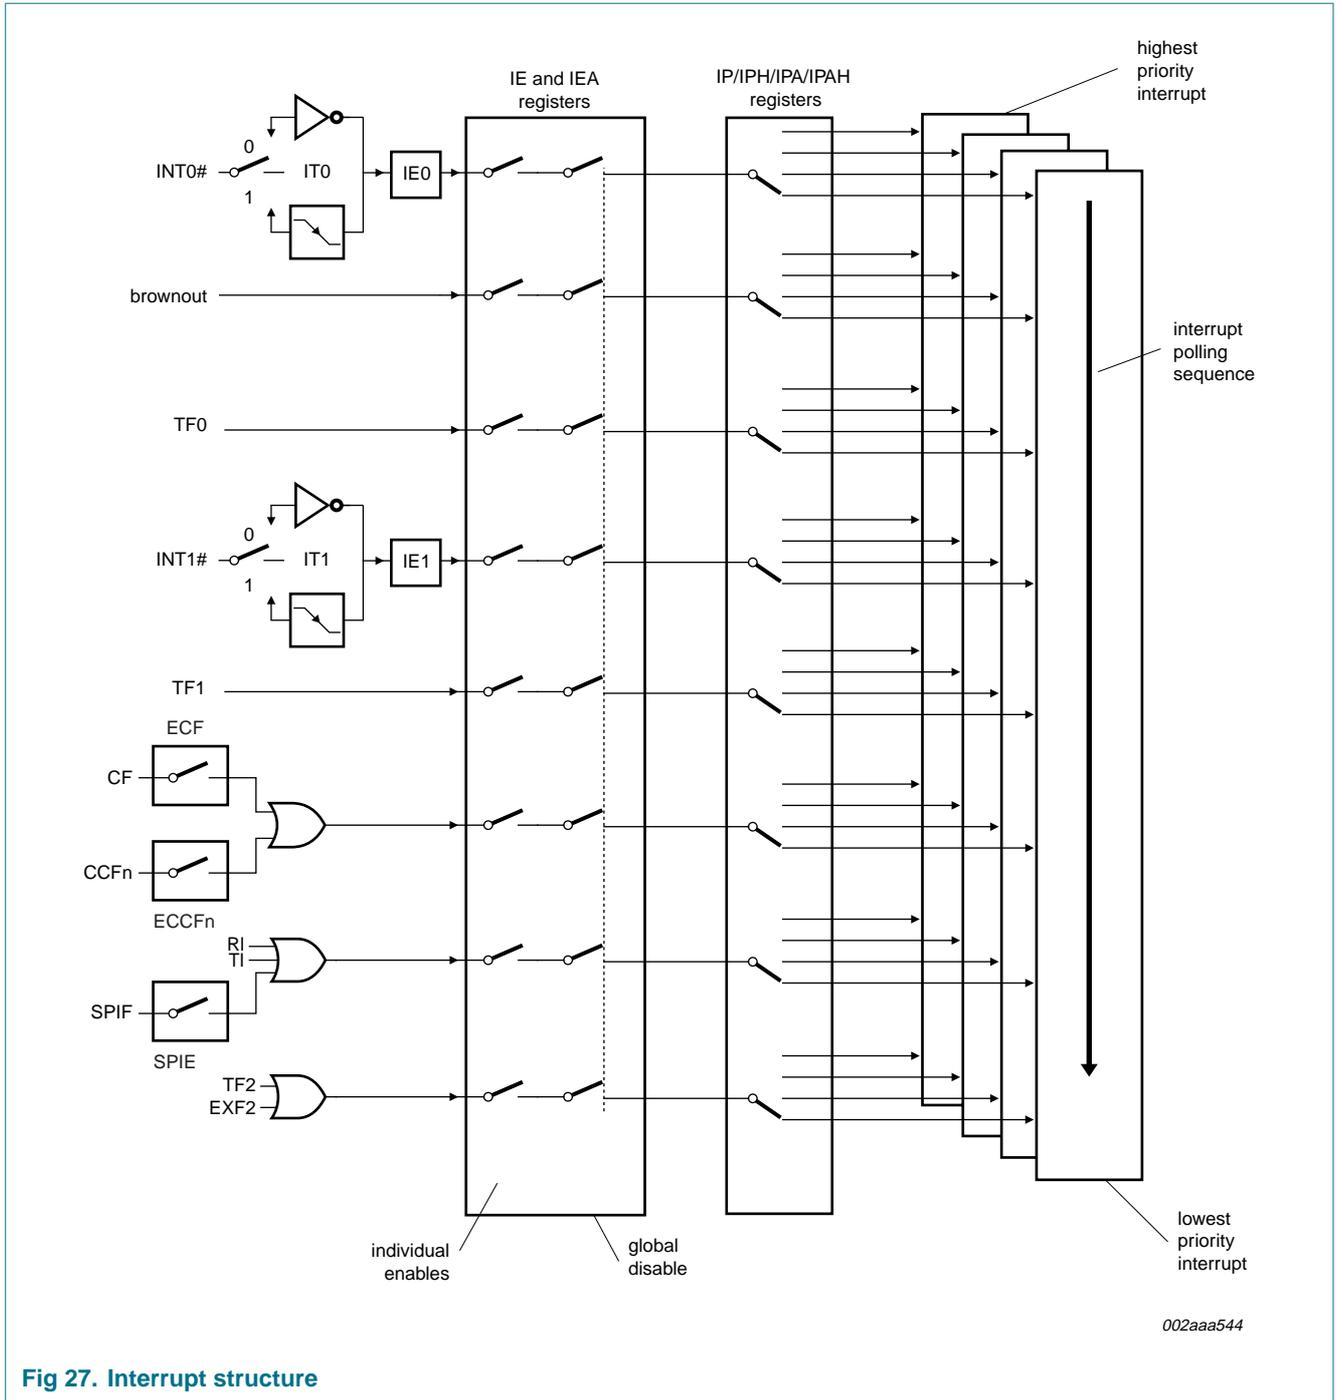 highest
priority
interrupt
IE and IEA
registers
IP/IPH/IPA/IPAH
registers
0
INT0#
IT0
IE0
1
brownout
interrupt
polling
sequence
TF0
0
INT1#
IT1
IE1
1
TF1
ECF
CF
CCFn
ECCFn
RI
TI
SPIF
SPIE
TF2
EXF2
individual
enables
global
disable
lowest
priority
interrupt
002aaa544
Fig 27. Interrupt structure